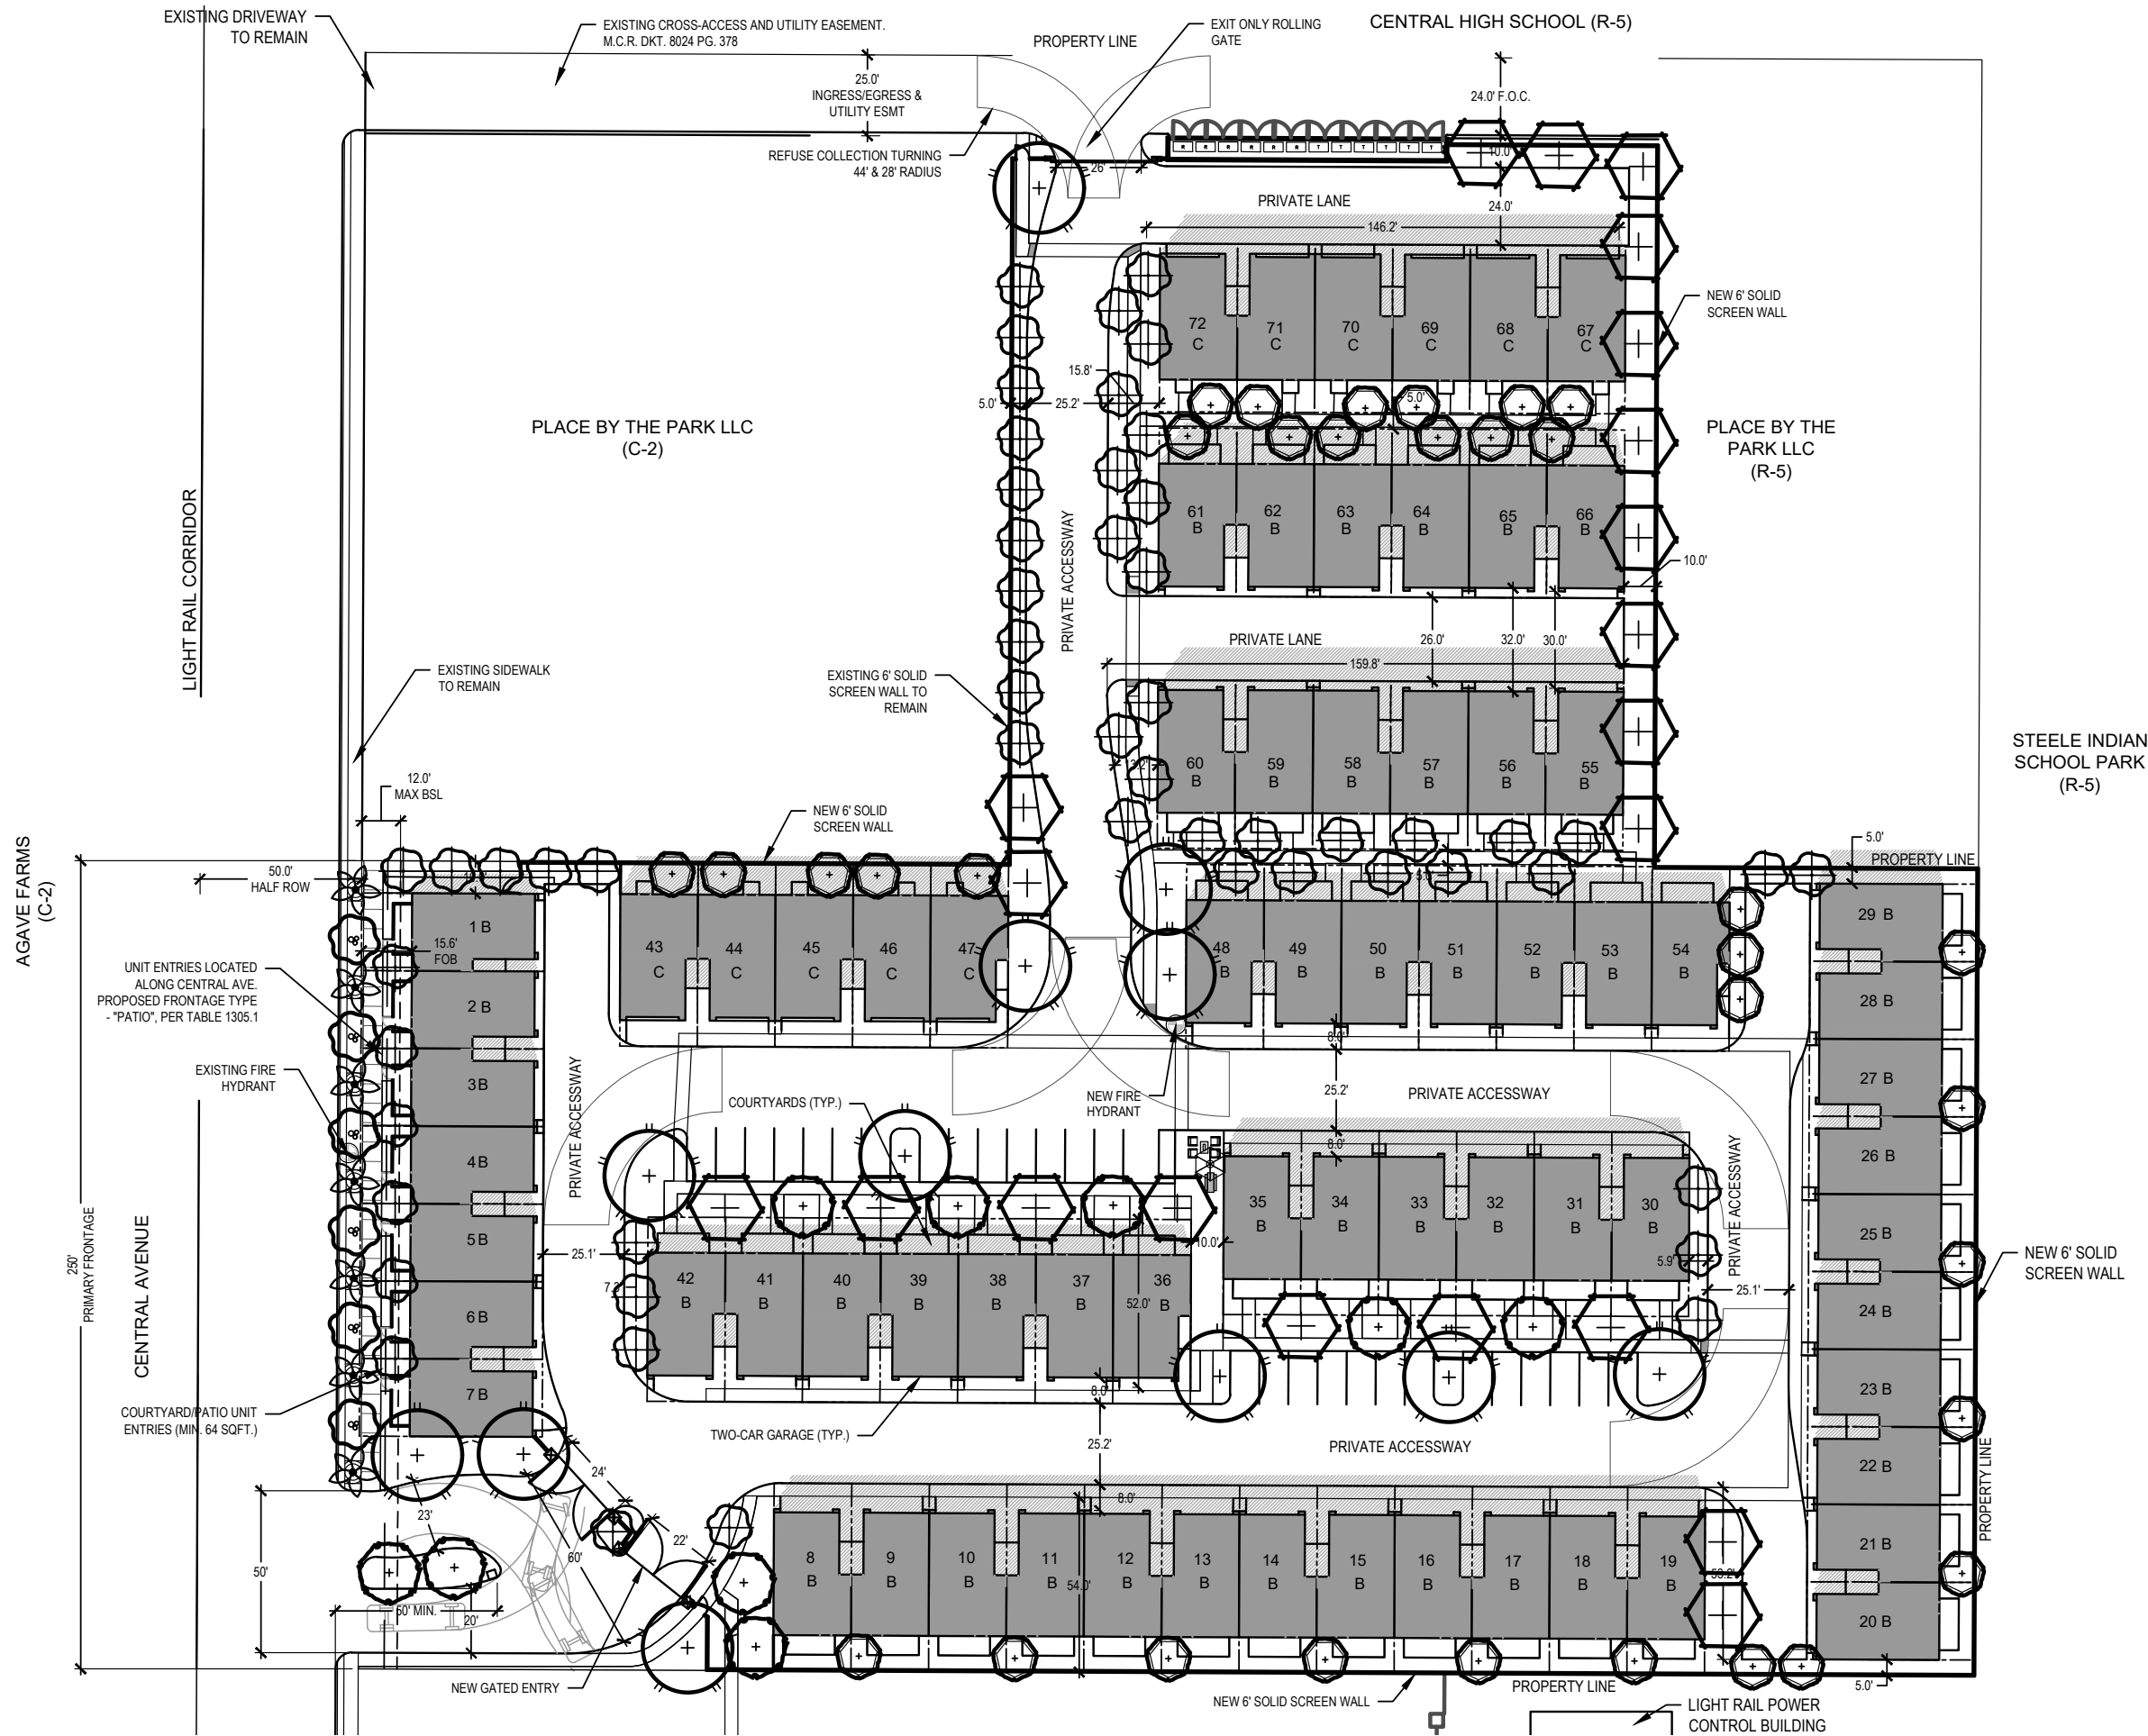 EXISTING DRIVEWAY
TO REMAIN
EXISTING CROSS-ACCESS AND UTILITY EASEMENT.
M.C.R. DKT. 8024 PG. 378
PROPERTY LINE
EXIT ONLY ROLLING
GATE
CENTRAL HIGH SCHOOL (R-5)
25.0'
INGRESS/EGRESS &
UTILITY ESMT
24.0' F.O.C.
REFUSE COLLECTION TURNING
44' & 28' RADIUS
R R R R R R T T T T T T
10.0'
26'
PRIVATE LANE
24.0'
146.2'
NEW 6' SOLID
SCREEN WALL
72 71 70 69 68 67
C C C C C C
15.8'
5.0'
25.2'
5.0'
PLACE BY THE PARK LLC
(C-2)
PLACE BY THE
PARK LLC
(R-5)
LIGHT RAIL CORRIDOR
PRIVATE ACCESSWAY
61 62 63 64 65 66
B B B B B B
10.0'
PRIVATE LANE
26.0'
32.0'
30.0'
159.8'
EXISTING SIDEWALK
TO REMAIN
EXISTING 6' SOLID
SCREEN WALL TO
REMAIN
STEELE INDIAN
SCHOOL PARK
(R-5)
60 59 58 57 56 55
B B B B B B
12.0'
MAX BSL
NEW 6' SOLID
SCREEN WALL
AGAVE FARMS
(C-2)
50.0'
HALF ROW
5.0'
PROPERTY LINE
1 B
15.6'
FOB
43 44 45 46 47
C C C C C
48 49 50 51 52 53 54
B B B B B B B
29 B
UNIT ENTRIES LOCATED
ALONG CENTRAL AVE.
PROPOSED FRONTAGE TYPE
- "PATIO", PER TABLE 1305.1
2 B
28 B
8.0'
EXISTING FIRE
HYDRANT
3 B
PRIVATE ACCESSWAY
COURTYARDS (TYP.)
NEW FIRE
HYDRANT
25.2'
PRIVATE ACCESSWAY
27 B
8.0'
4 B
26 B
PRIVATE ACCESSWAY
35 34 33 32 31 30
B B B B B B
5 B
25 B
250'
PRIMARY FRONTAGE
CENTRAL AVENUE
25.1'
10.0'
5.9'
25.1'
NEW 6' SOLID
SCREEN WALL
42 41 40 39 38 37 36
B B B B B B B
52.0'
6 B
24 B
7 B
23 B
8.0'
COURTYARD/PATIO UNIT
ENTRIES (MIN. 64 SQFT.)
TWO-CAR GARAGE (TYP.)
25.2'
PRIVATE ACCESSWAY
24'
22 B
PROPERTY LINE
8.0'
23'
22'
21 B
50'
60'
8 9 10 11 12 13 14 15 16 17 18 19
B B B B B B B B B B B B
54.0'
20 B
20'
NEW GATED ENTRY
NEW 6' SOLID SCREEN WALL
PROPERTY LINE
5.0'
LIGHT RAIL POWER
CONTROL BUILDING